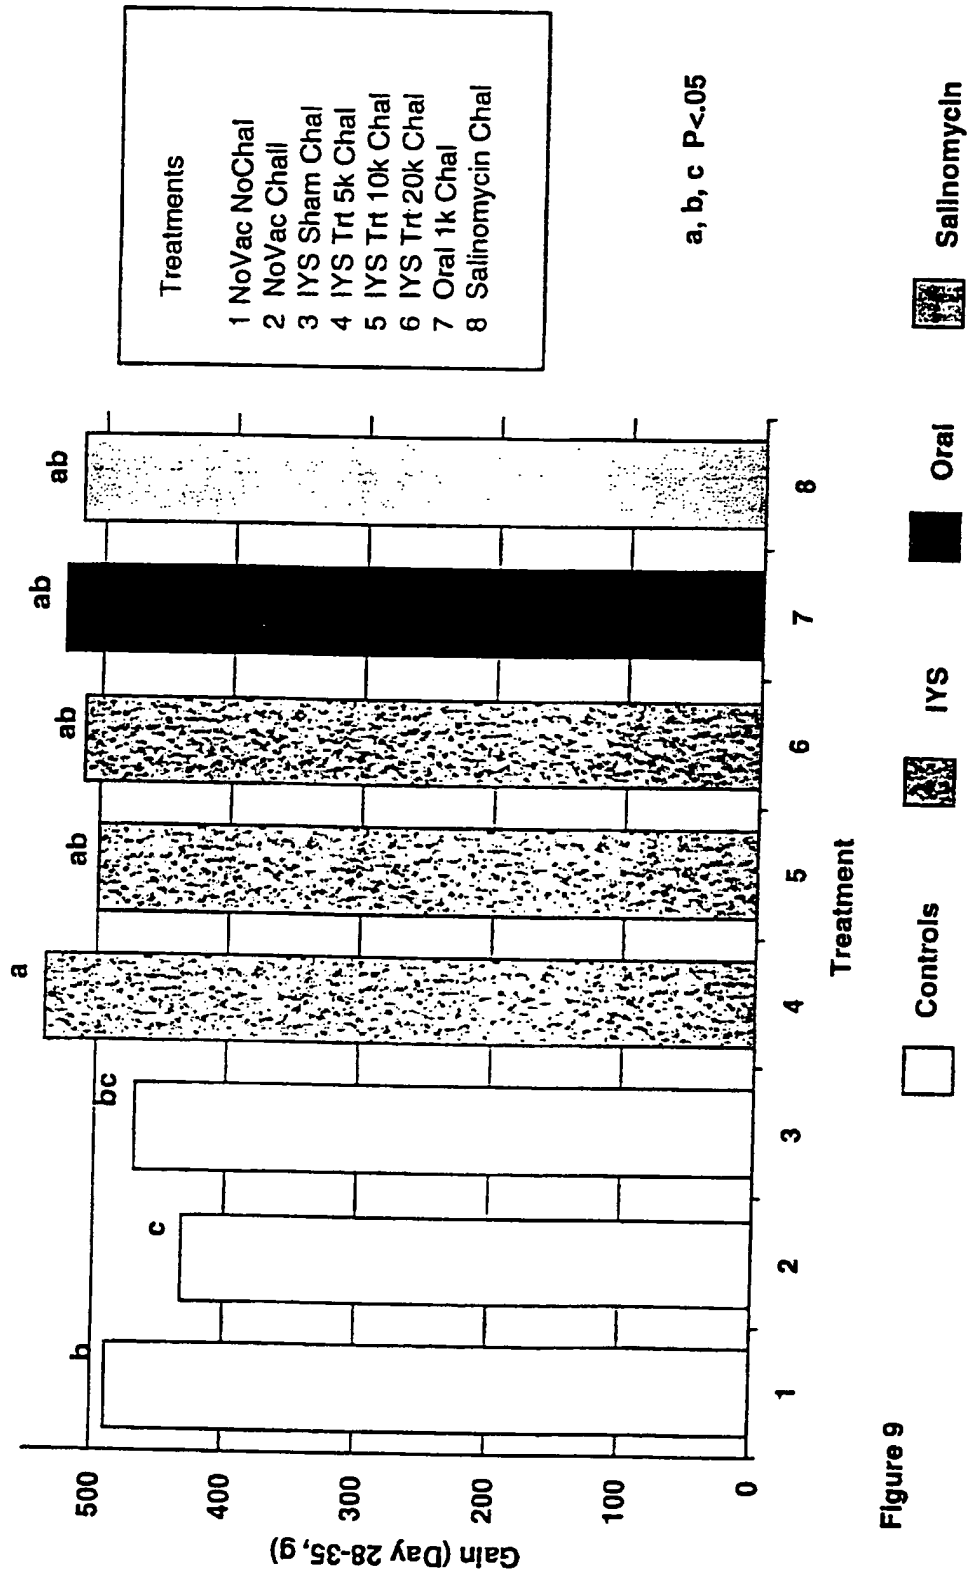 Gain (Day 28-35, g)
500
400
300
200
100
0
b
c
bc
a
ab
ab
ab
ab
1
2
3
4
5
6
7
8
Treatment
Treatments
1 NoVac NoChal
2 NoVac Chall
3 IYS Sham Chal
4 IYS Trt 5k Chal
5 IYS Trt 10k Chal
6 IYS Trt 20k Chal
7 Oral 1k Chal
8 Salinomycin Chal
a, b, c P<.05
Controls
IYS
Oral
Salinomycin
Figure 9